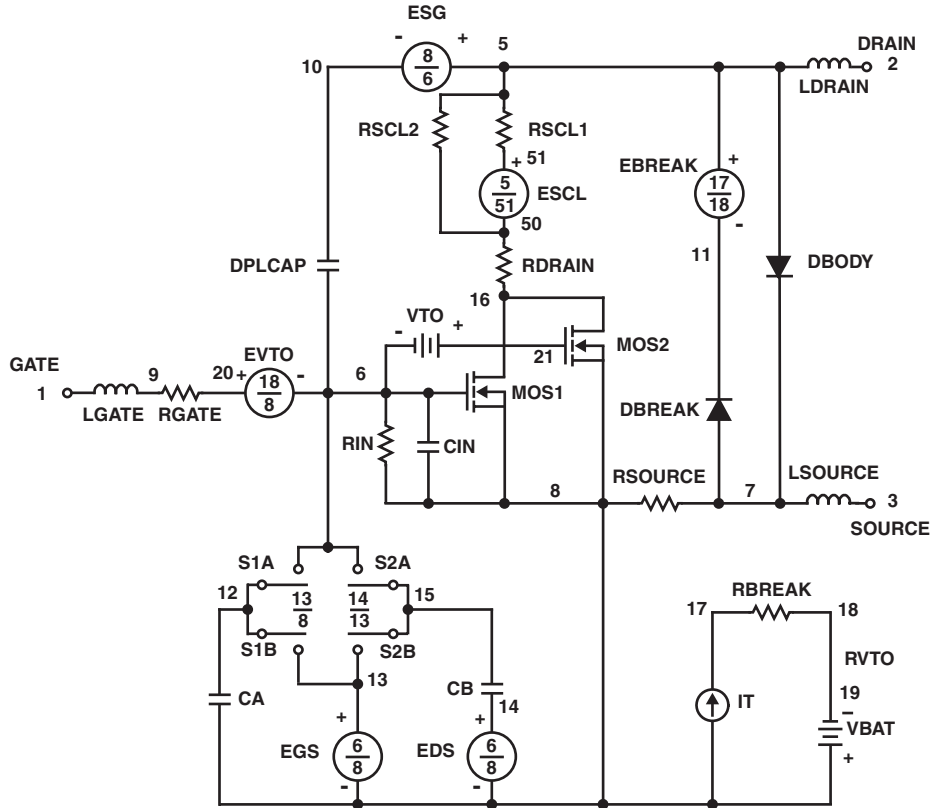 ESG
- + 5
10 8 DRAIN
6 2
LDRAIN
RSCL2 RSCL1
+ 51 EBREAK +
5 ESCL 17
51 18
50 -
DPLCAP RDRAIN 11 DBODY
16
VTO
- +
GATE EVTO 21 MOS2
1 9 20 + 18 - 6 MOS1
8
LGATE RGATE DBREAK
RIN CIN
RSOURCE LSOURCE
8 7 3
SOURCE
S1A S2A
12 13 14 15 RBREAK
8 13 17 18
S1B S2B
13 RVTO
CA CB 19
14 IT -
+ + VBAT
EGS 6 EDS 6 +
8 8
- -